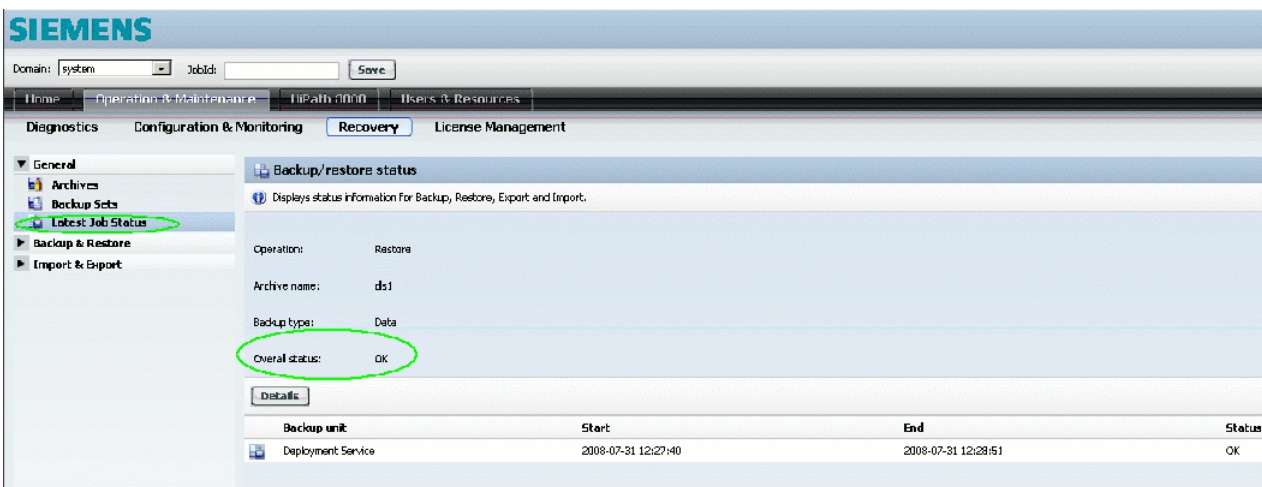 SIEMENS
Domain: system JobId: Save
Home Operation & Maintenance HiPath 8000 Users & Resources
Diagnostics Configuration & Monitoring Recovery License Management
General
Archives
Backup Sets
Latest Job Status
Backup & Restore
Import & Export
Backup/restore status
Displays status information for Backup, Restore, Export and Import.
Operation: Restore
Archive name: ds1
Backup type: Data
Overal status: OK
Details
Backup unit Start End Status
Deployment Service 2008-07-31 12:27:40 2008-07-31 12:28:51 OK